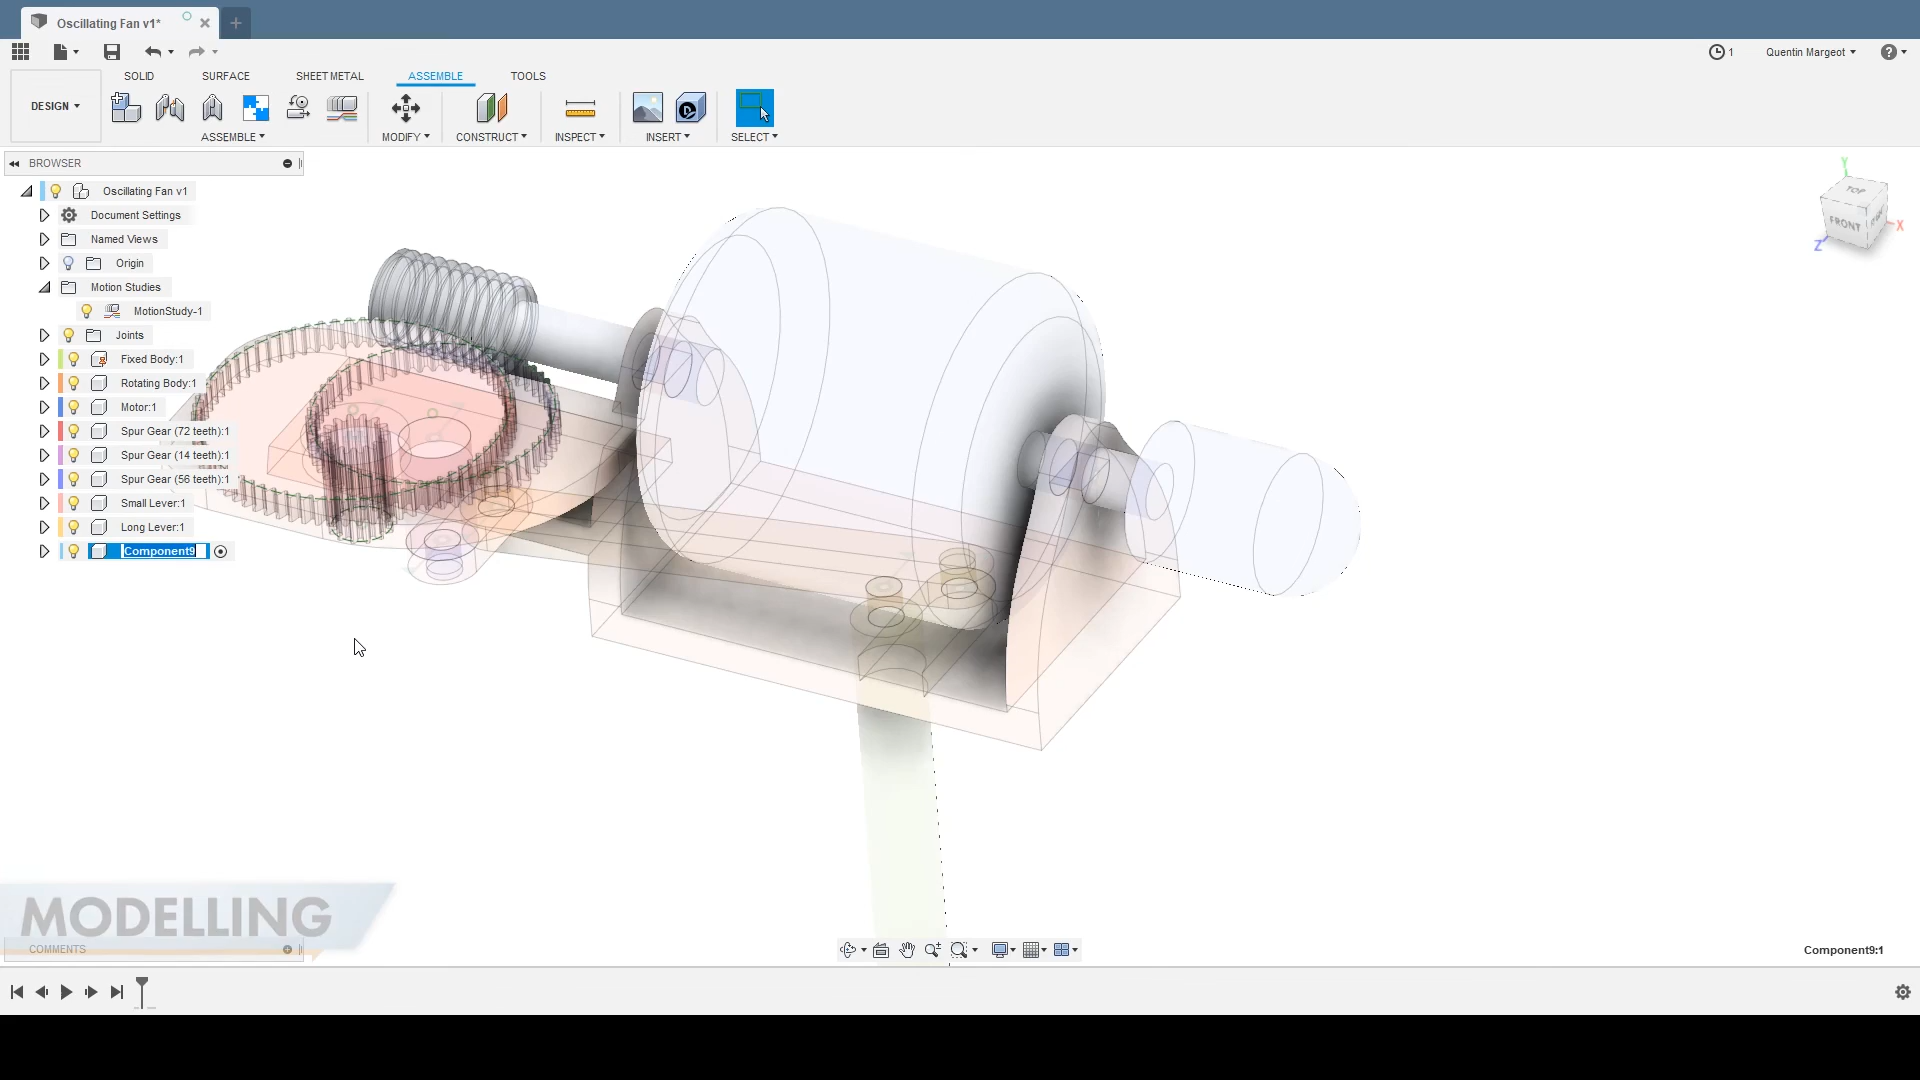 Oscillating Fan v1*
1
Quentin Margeot
SOLID
SURFACE
SHEET METAL
ASSEMBLE
TOOLS
DESIGN
ASSEMBLE
MODIFY
CONSTRUCT
INSPECT
INSERT
SELECT
BROWSER
Oscillating Fan v1
Document Settings
Named Views
Origin
Motion Studies
MotionStudy-1
Joints
Fixed Body:1
Rotating Body:1
Motor:1
Spur Gear (72 teeth):1
Spur Gear (14 teeth):1
Spur Gear (56 teeth):1
Small Lever:1
Long Lever:1
Component9
Y
TOP
FRONT
X
Z
MODELLING
COMMENTS
Component9:1